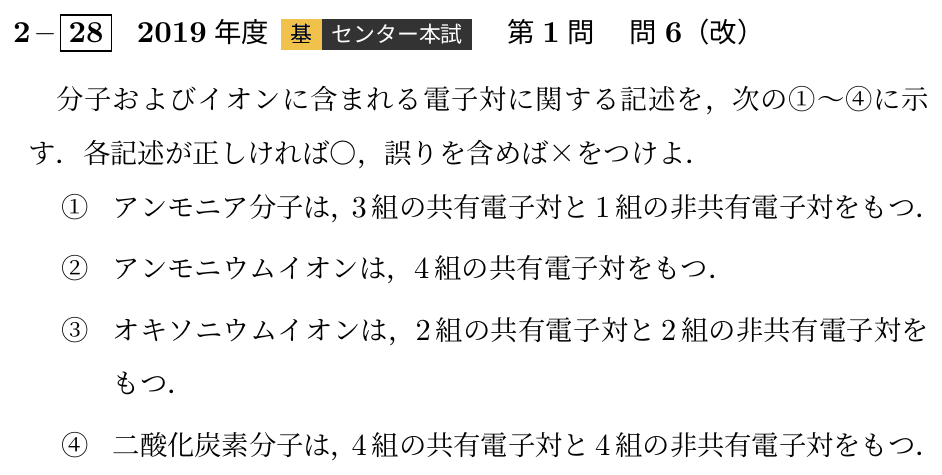 2－28 2019 年度 基 センター本試 第 1 問 問 6（改）
分子およびイオンに含まれる電子対に関する記述を，次の①～④に示
す．各記述が正しければ○，誤りを含めば×をつけよ．
① アンモニア分子は，3 組の共有電子対と 1 組の非共有電子対をもつ．
② アンモニウムイオンは，4 組の共有電子対をもつ．
③ オキソニウムイオンは，2 組の共有電子対と 2 組の非共有電子対を
もつ．
④ 二酸化炭素分子は，4 組の共有電子対と 4 組の非共有電子対をもつ．